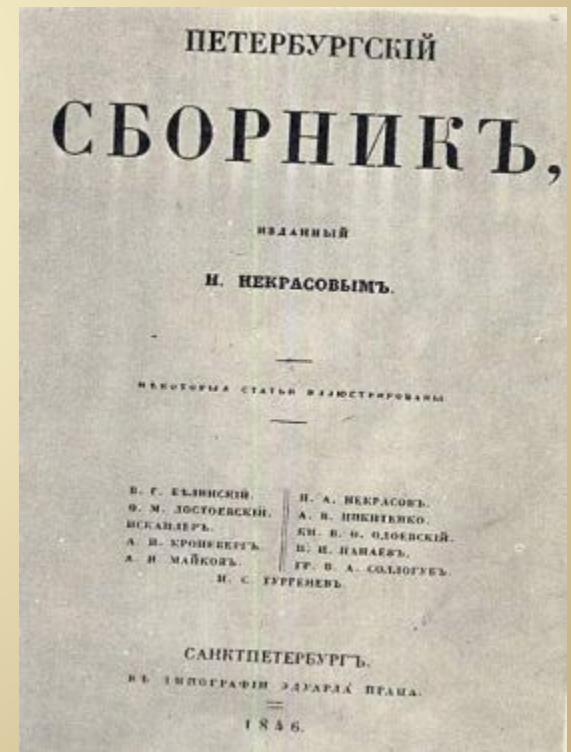 ПЕТЕРБУРГСКІЙ
СБОРНИКЪ,
ИЗДАННЫЙ
Н. НЕКРАСОВЫМЪ.
НѢКОТОРЫЯ СТАТЬИ ИЛЛЮСТРИРОВАНЫ
В. Г. БѢЛИНСКІЙ.
Ѳ. М. ДОСТОЕВСКІЙ.
ИСКАНДЕРЪ.
А. И. КРОНЕБЕРГЪ.
А. Н. МАЙКОВЪ.
Н. А. НЕКРАСОВЪ.
А. В. НИКИТЕНКО.
КН. В. Ѳ. ОДОЕВСКІЙ.
И. И. ПАНАЕВЪ.
ГР. В. А. СОЛЛОГУБЪ.
И. С. ТУРГЕНЕВЪ.
САНКТПЕТЕРБУРГЪ.
ВЪ ТИПОГРАФІИ ЭДУАРДА ПРАЦА.
1846.